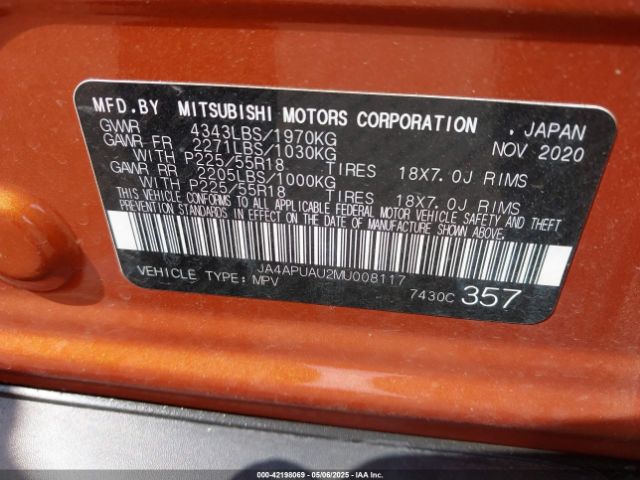 MFD.BY MITSUBISHI MOTORS CORPORATION , JAPAN
GVWR 4343LBS/1970KG NOV 2020
GAWR FR 2271LBS/1030KG
WITH P225/55R18 TIRES 18X7.0J RIMS
GAWR RR 2205LBS/1000KG
WITH P225/55R18 TIRES 18X7.0J RIMS
THIS VEHICLE CONFORMS TO ALL APPLICABLE FEDERAL MOTOR VEHICLE SAFETY AND THEFT
PREVENTION STANDARDS IN EFFECT ON THE DATE OF MANUFACTURE SHOWN ABOVE.
JA4APUAU2MU008117
VEHICLE TYPE: MPV 7430C 357
000-42198069 - 05/06/2025 - IAA Inc.